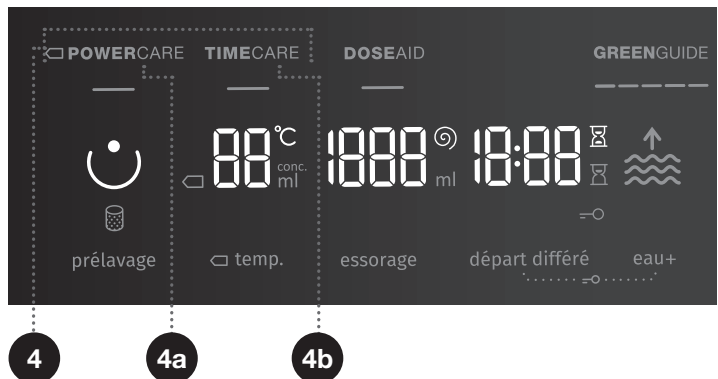 POWERCARE TIMECARE DOSEAID GREENGUIDE
88 °C 1888 18:88
conc.
ml ml
prélavage temp. essorage départ différé eau+
4 4a 4b